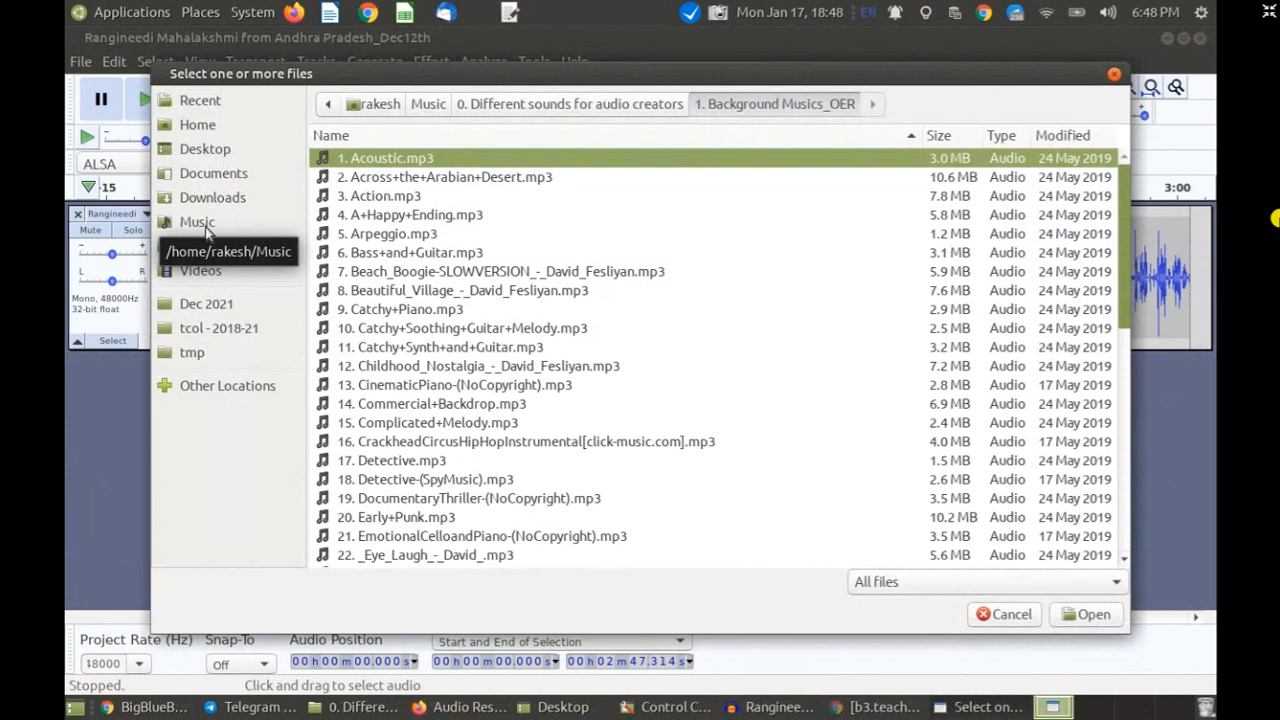 Applications Places System EN Mon Jan 17, 18:48 6:48 PM
Rangineedi Mahalakshmi from Andhra Pradesh_Dec12th
File Edit Select View Transport Tracks Generate Effect Analyze Tools Help
Select one or more files
rakesh Music 0. Different sounds for audio creators 1. Background Musics_OER
Recent
Home
Desktop
Documents
Downloads
Music
/home/rakesh/Music
Videos
Dec 2021
tcol - 2018-21
tmp
Other Locations
Name Size Type Modified
1. Acoustic.mp3 3.0 MB Audio 24 May 2019
2. Across+the+Arabian+Desert.mp3 10.6 MB Audio 24 May 2019
3. Action.mp3 7.8 MB Audio 24 May 2019
4. A+Happy+Ending.mp3 5.8 MB Audio 24 May 2019
5. Arpeggio.mp3 1.2 MB Audio 24 May 2019
6. Bass+and+Guitar.mp3 3.1 MB Audio 24 May 2019
7. Beach_Boogie-SLOWVERSION_-_David_Fesliyan.mp3 5.9 MB Audio 24 May 2019
8. Beautiful_Village_-_David_Fesliyan.mp3 7.6 MB Audio 24 May 2019
9. Catchy+Piano.mp3 2.9 MB Audio 24 May 2019
10. Catchy+Soothing+Guitar+Melody.mp3 2.5 MB Audio 24 May 2019
11. Catchy+Synth+and+Guitar.mp3 3.2 MB Audio 24 May 2019
12. Childhood_Nostalgia_-_David_Fesliyan.mp3 7.2 MB Audio 24 May 2019
13. CinematicPiano-(NoCopyright).mp3 2.8 MB Audio 17 May 2019
14. Commercial+Backdrop.mp3 6.9 MB Audio 24 May 2019
15. Complicated+Melody.mp3 2.4 MB Audio 24 May 2019
16. CrackheadCircusHipHopInstrumental[click-music.com].mp3 4.0 MB Audio 17 May 2019
17. Detective.mp3 1.5 MB Audio 24 May 2019
18. Detective-(SpyMusic).mp3 2.6 MB Audio 17 May 2019
19. DocumentaryThriller-(NoCopyright).mp3 3.5 MB Audio 17 May 2019
20. Early+Punk.mp3 10.2 MB Audio 24 May 2019
21. EmotionalCelloandPiano-(NoCopyright).mp3 3.5 MB Audio 17 May 2019
22. _Eye_Laugh_-_David_.mp3 5.6 MB Audio 24 May 2019
All files
Cancel Open
ALSA
-15 3:00
Rangineedi
Mute Solo
L R
Mono, 48000Hz
32-bit float
Select
Project Rate (Hz) Snap-To Audio Position Start and End of Selection
48000 Off 00 h 00 m 00.000 s 00 h 00 m 00.000 s 00 h 02 m 47.314 s
Stopped. Click and drag to select audio
BigBlueB... Telegram ... 0. Differe... Audio Res... Desktop Control C... Ranginee... [b3.teach... Select on...